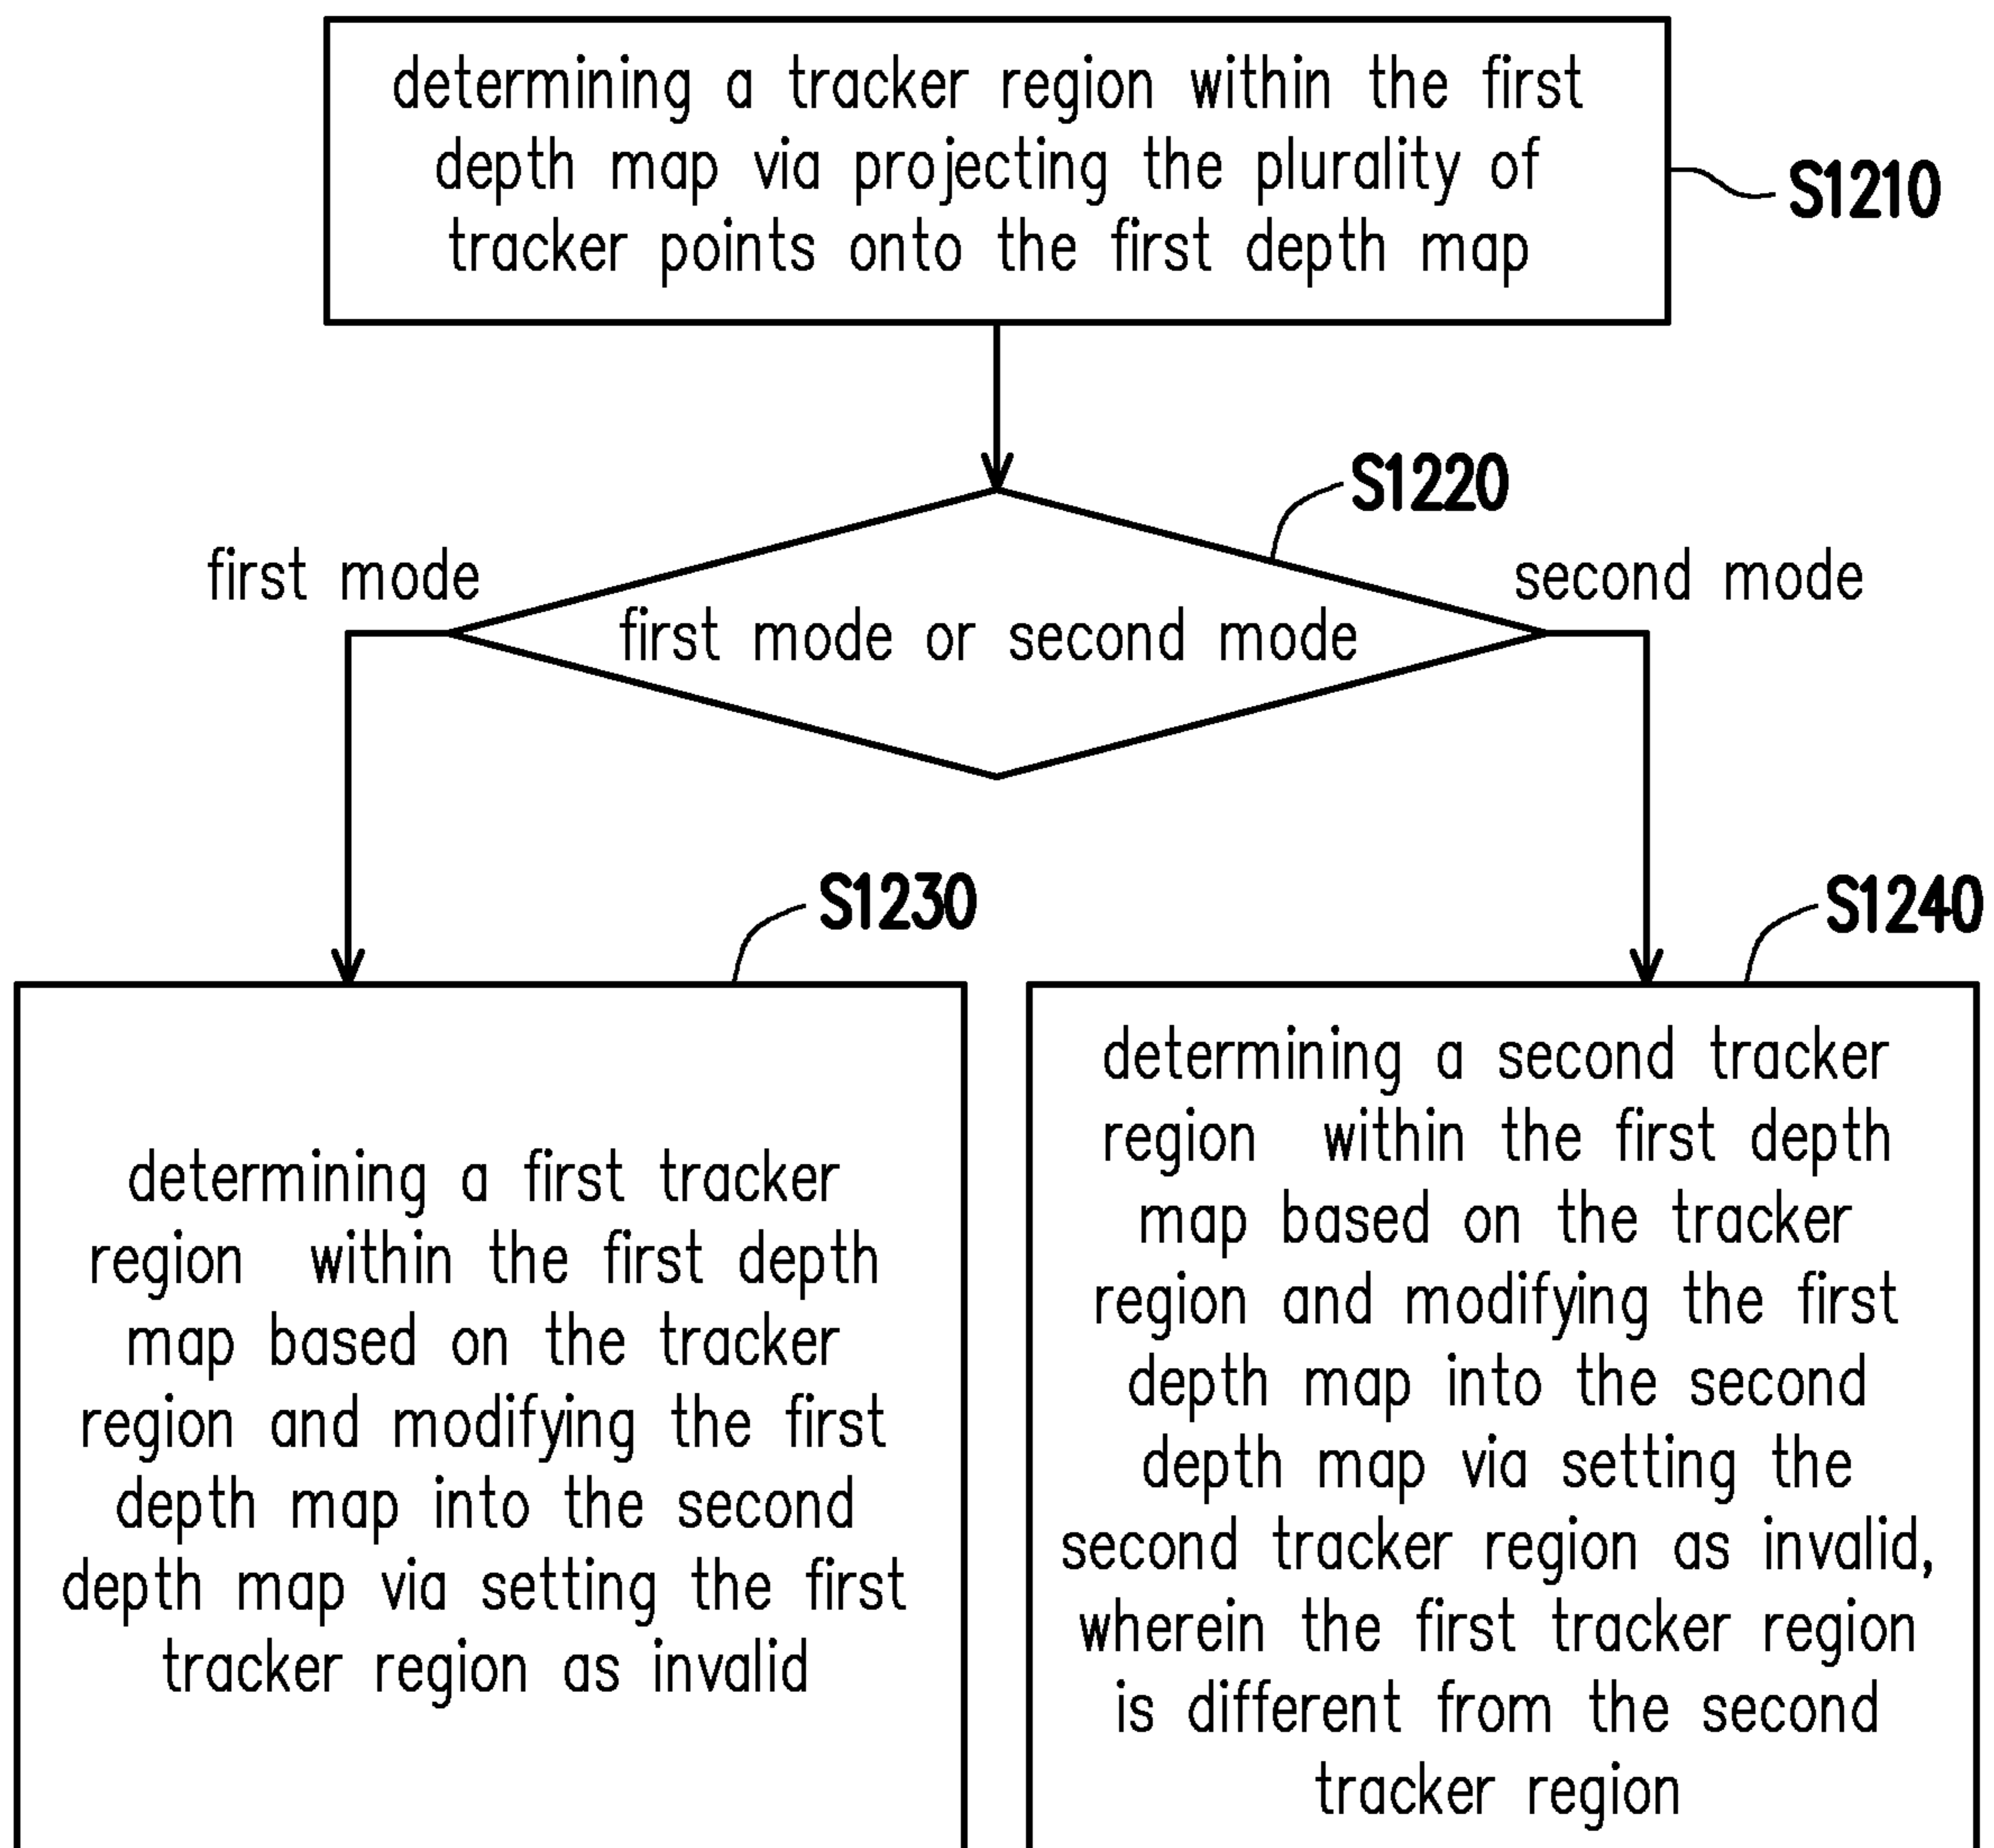 determining a tracker region within the first
depth map via projecting the plurality of
tracker points onto the first depth map
S1210
S1220
first mode
second mode
first mode or second mode
S1230
S1240
determining a first tracker
region within the first depth
map based on the tracker
region and modifying the first
depth map into the second
depth map via setting the first
tracker region as invalid
determining a second tracker
region within the first depth
map based on the tracker
region and modifying the first
depth map into the second
depth map via setting the
second tracker region as invalid,
wherein the first tracker region
is different from the second
tracker region